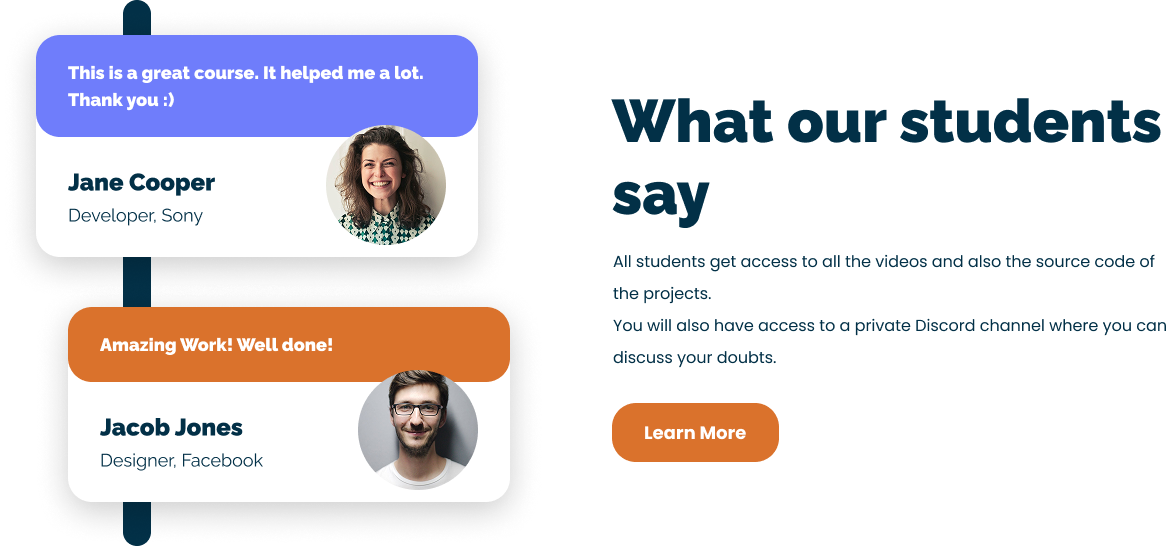 This is a great course. It helped me a lot.
Thank you :)
Jane Cooper
Developer, Sony
Amazing Work! Well done!
Jacob Jones
Designer, Facebook
What our students
say
All students get access to all the videos and also the source code of
the projects.
You will also have access to a private Discord channel where you can
discuss your doubts.
Learn More